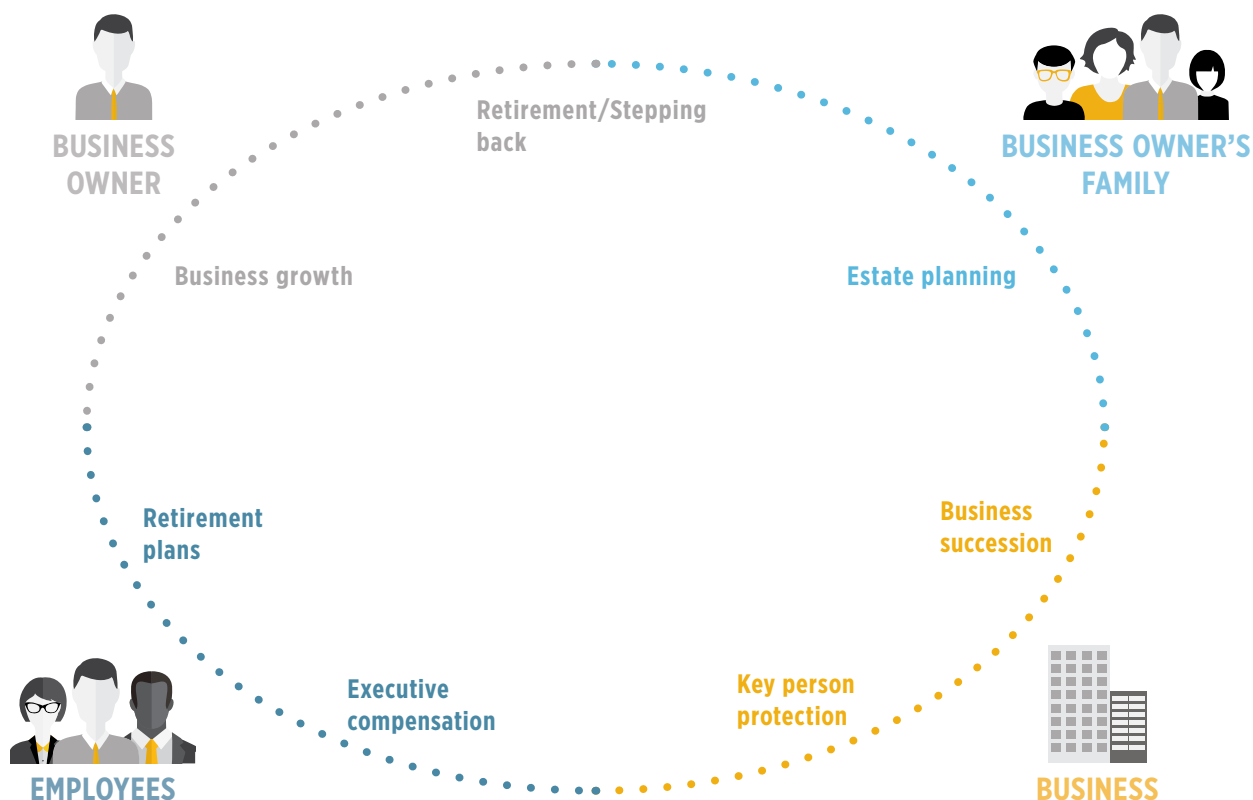 BUSINESS
OWNER
Retirement/Stepping
back
BUSINESS OWNER’S
FAMILY
Business growth
Estate planning
Retirement
plans
Business
succession
Executive
compensation
Key person
protection
EMPLOYEES
BUSINESS